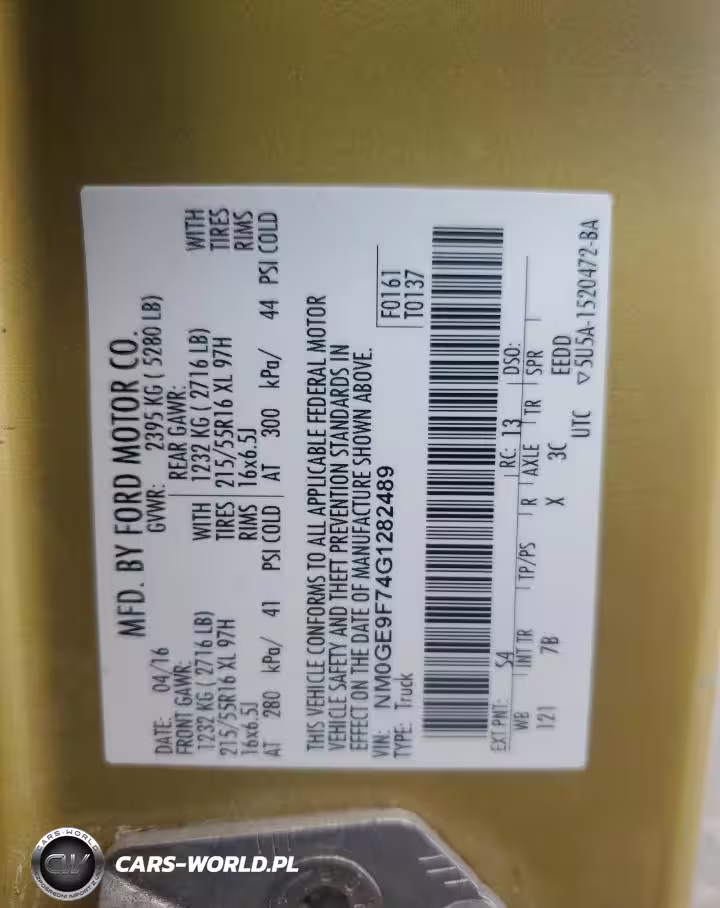 MFD. BY FORD MOTOR CO.
DATE: 04/16 GVWR: 2395 KG ( 5280 LB)
FRONT GAWR: REAR GAWR:
1232 KG ( 2716 LB) WITH 1232 KG ( 2716 LB) WITH
215/55R16 XL 97H TIRES 215/55R16 XL 97H TIRES
16x6.5J RIMS 16x6.5J RIMS
AT 280 kPa/ 41 PSI COLD AT 300 kPa/ 44 PSI COLD
THIS VEHICLE CONFORMS TO ALL APPLICABLE FEDERAL MOTOR
VEHICLE SAFETY AND THEFT PREVENTION STANDARDS IN
EFFECT ON THE DATE OF MANUFACTURE SHOWN ABOVE.
VIN: NM0GE9F74G1282489 F0161
TYPE: Truck T0137
EXT PNT: S4 RC: 13 DSO:
WB INT TR TP/PS R AXLE TR SPR
121 7B X 3C EEDD
UTC ▽5U5A-1520472-BA
CARS-WORLD
CW
CARS-WORLD.PL